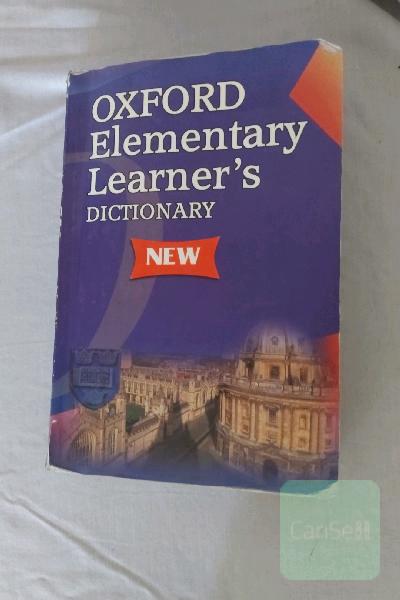 OXFORD
Elementary
Learner's
DICTIONARY
NEW
CariSell